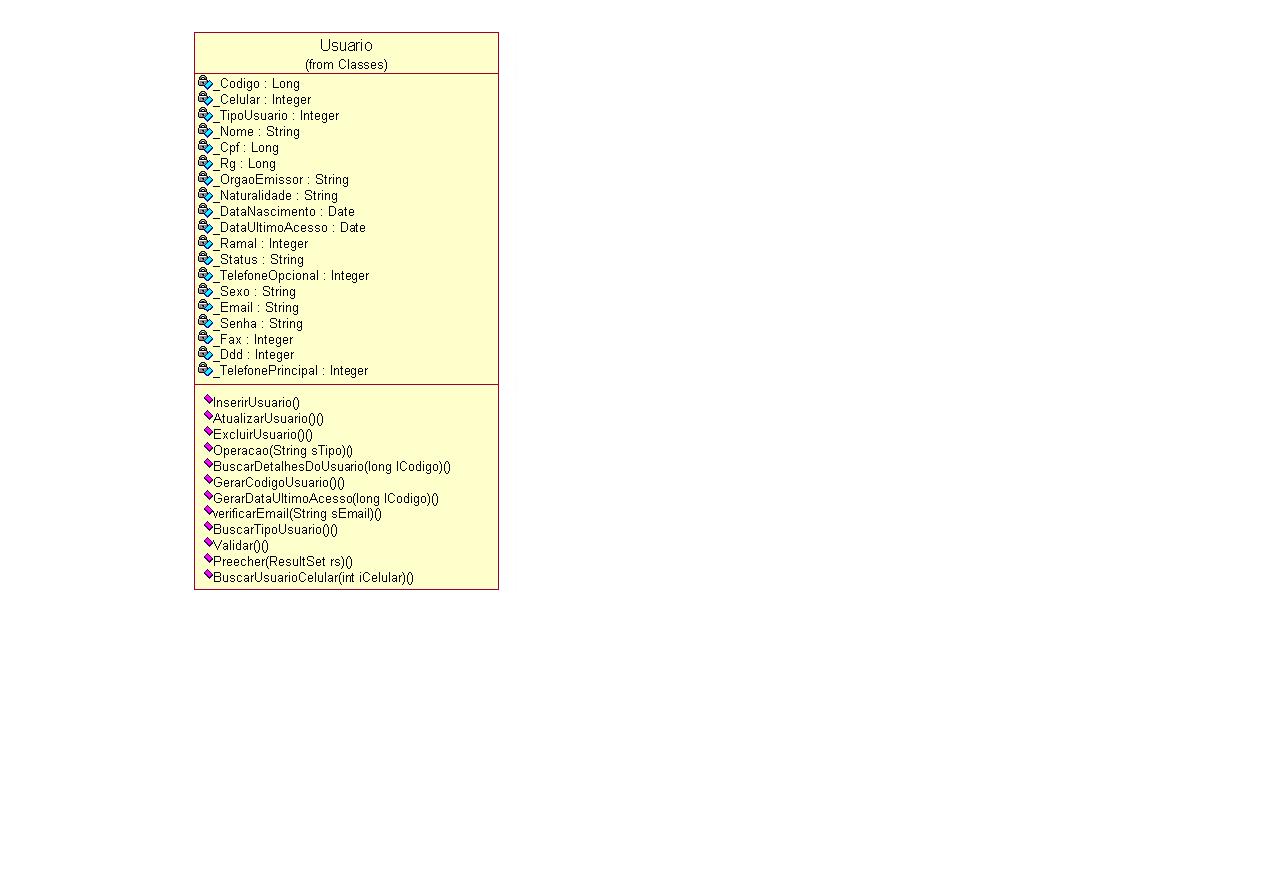 Usuario
(from Classes)
_Codigo : Long
_Celular : Integer
_TipoUsuario : Integer
_Nome : String
_Cpf : Long
_Rg : Long
_OrgaoEmissor : String
_Naturalidade : String
_DataNascimento : Date
_DataUltimoAcesso : Date
_Ramal : Integer
_Status : String
_TelefoneOpcional : Integer
_Sexo : String
_Email : String
_Senha : String
_Fax : Integer
_Ddd : Integer
_TelefonePrincipal : Integer
InserirUsuario()
AtualizarUsuario()()
ExcluirUsuario()()
Operacao(String sTipo)()
BuscarDetalhesDoUsuario(long lCodigo)()
GerarCodigoUsuario()()
GerarDataUltimoAcesso(long lCodigo)()
verificarEmail(String sEmail)()
BuscarTipoUsuario()()
Validar()()
Preecher(ResultSet rs)()
BuscarUsuarioCelular(int iCelular)()